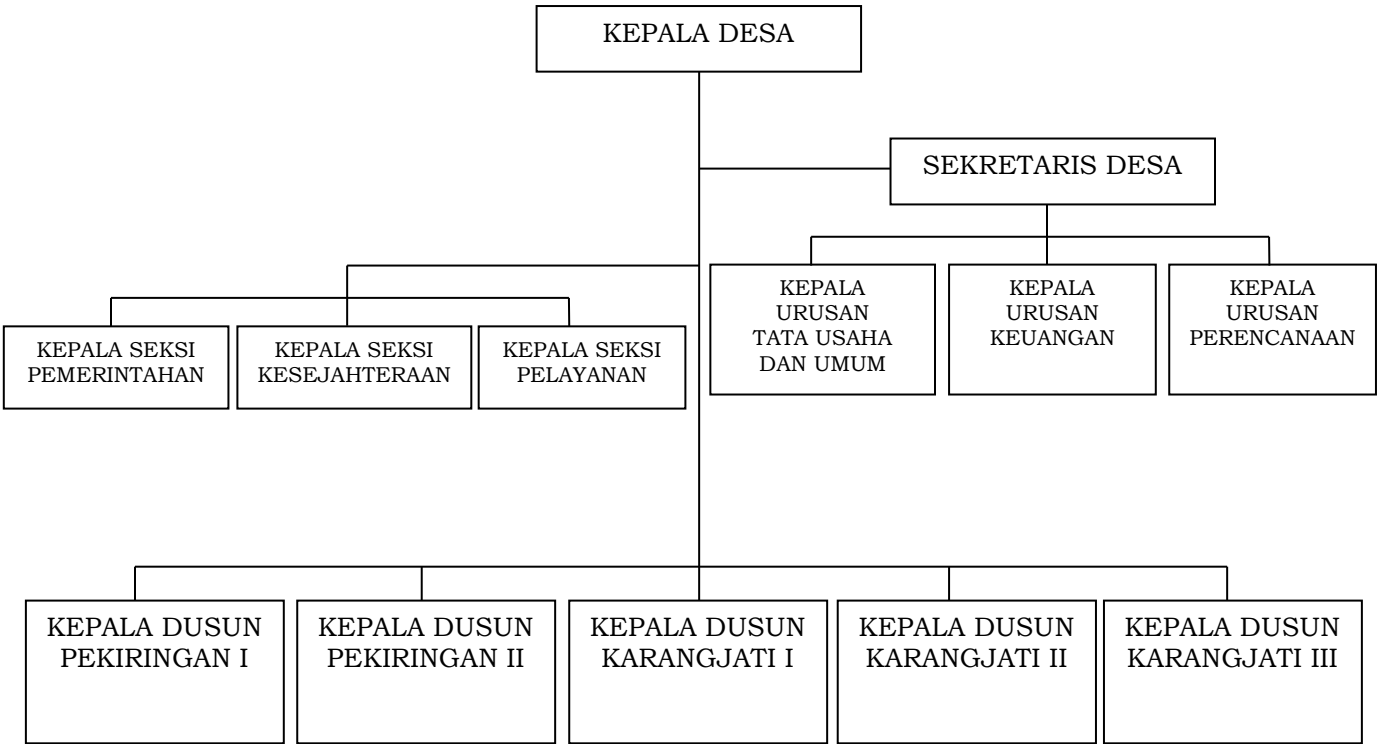 KEPALA DESA
SEKRETARIS DESA
KEPALA
URUSAN
TATA USAHA
DAN UMUM
KEPALA
URUSAN
KEUANGAN
KEPALA
URUSAN
PERENCANAAN
KEPALA SEKSI
PEMERINTAHAN
KEPALA SEKSI
KESEJAHTERAAN
KEPALA SEKSI
PELAYANAN
KEPALA DUSUN
PEKIRINGAN I
KEPALA DUSUN
PEKIRINGAN II
KEPALA DUSUN
KARANGJATI I
KEPALA DUSUN
KARANGJATI II
KEPALA DUSUN
KARANGJATI III